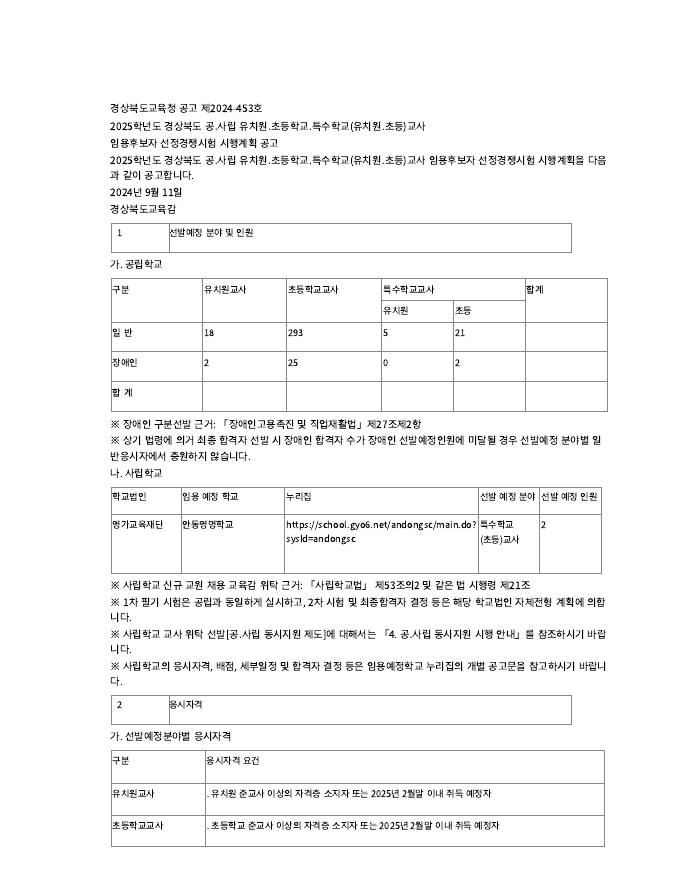 경상북도교육청 공고 제2024-453호
2025학년도 경상북도 공.사립 유치원.초등학교.특수학교(유치원.초등)교사
임용후보자 선정경쟁시험 시행계획 공고
2025학년도 경상북도 공.사립 유치원.초등학교.특수학교(유치원.초등)교사 임용후보자 선정경쟁시험 시행계획을 다음
과 같이 공고합니다.
2024년 9월 11일
경상북도교육감
1 선발예정 분야 및 인원
가. 공립학교
구분 유치원교사 초등학교교사 특수학교교사 합계
유치원 초등
일 반 18 293 5 21
장애인 2 25 0 2
합 계
※ 장애인 구분선발 근거: 「장애인고용촉진 및 직업재활법」제27조제2항
※ 상기 법령에 의거 최종 합격자 선발 시 장애인 합격자 수가 장애인 선발예정인원에 미달될 경우 선발예정 분야별 일
반응시자에서 충원하지 않습니다.
나. 사립학교
학교법인 임용 예정 학교 누리집 선발 예정 분야 선발 예정 인원
영가교육재단 안동영명학교 https://school.gyo6.net/andongsc/main.do? 특수학교 2
sysId=andongsc (초등)교사
※ 사립학교 신규 교원 채용 교육감 위탁 근거: 「사립학교법」 제53조의2 및 같은 법 시행령 제21조
※ 1차 필기 시험은 공립과 동일하게 실시하고, 2차 시험 및 최종합격자 결정 등은 해당 학교법인 자체전형 계획에 의합
니다.
※ 사립학교 교사 위탁 선발[공.사립 동시지원 제도]에 대해서는 「4. 공.사립 동시지원 시행 안내」를 참조하시기 바랍
니다.
※ 사립학교의 응시자격, 배점, 세부일정 및 합격자 결정 등은 임용예정학교 누리집의 개별 공고문을 참고하시기 바랍니
다.
2 응시자격
가. 선발예정분야별 응시자격
구분 응시자격 요건
유치원교사 . 유치원 준교사 이상의 자격증 소지자 또는 2025년 2월말 이내 취득 예정자
초등학교교사 . 초등학교 준교사 이상의 자격증 소지자 또는 2025년 2월말 이내 취득 예정자